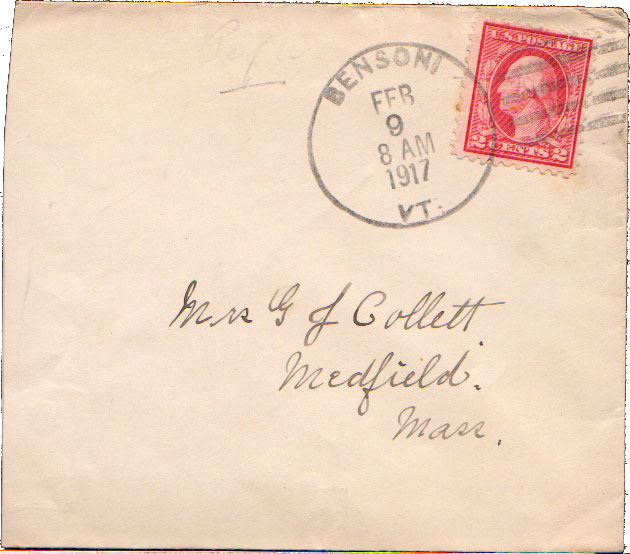 BENSON
FEB
9
8 AM
1917
VT.
U.S. POSTAGE
2 CENTS 2
Mrs G J Collett
Medfield.
Mass.